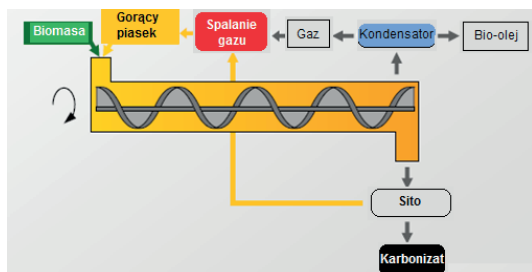 Biomasa
Gorący
piasek
Spalanie
gazu
Gaz
Kondensator
Bio-olej
Sito
Karbonizat